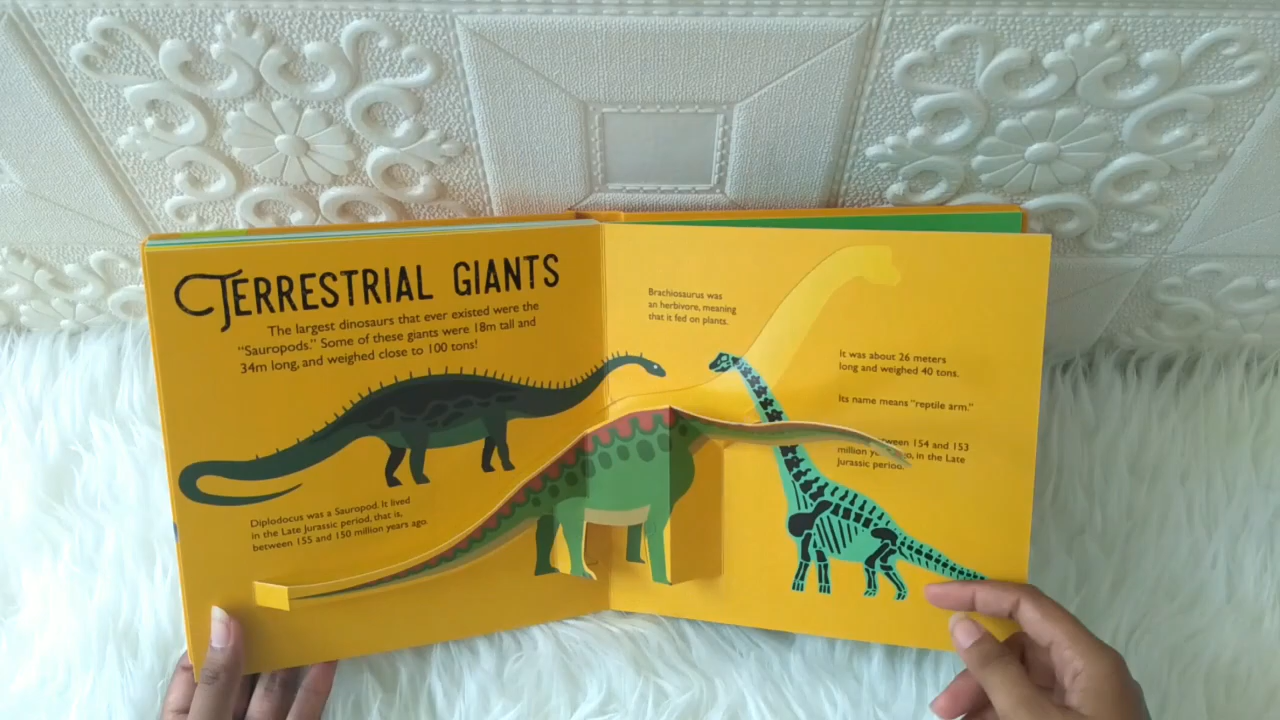 TERRESTRIAL GIANTS
The largest dinosaurs that ever existed were the
“Sauropods.” Some of these giants were 18m tall and
34m long, and weighed close to 100 tons!
Diplodocus was a Sauropod. It lived
in the Late Jurassic period, that is,
between 155 and 150 million years ago.
Brachiosaurus was
an herbivore, meaning
that it fed on plants.
It was about 26 meters
long and weighed 40 tons.
Its name means “reptile arm.”
154 and 153
million in the Late
Jurassic period.